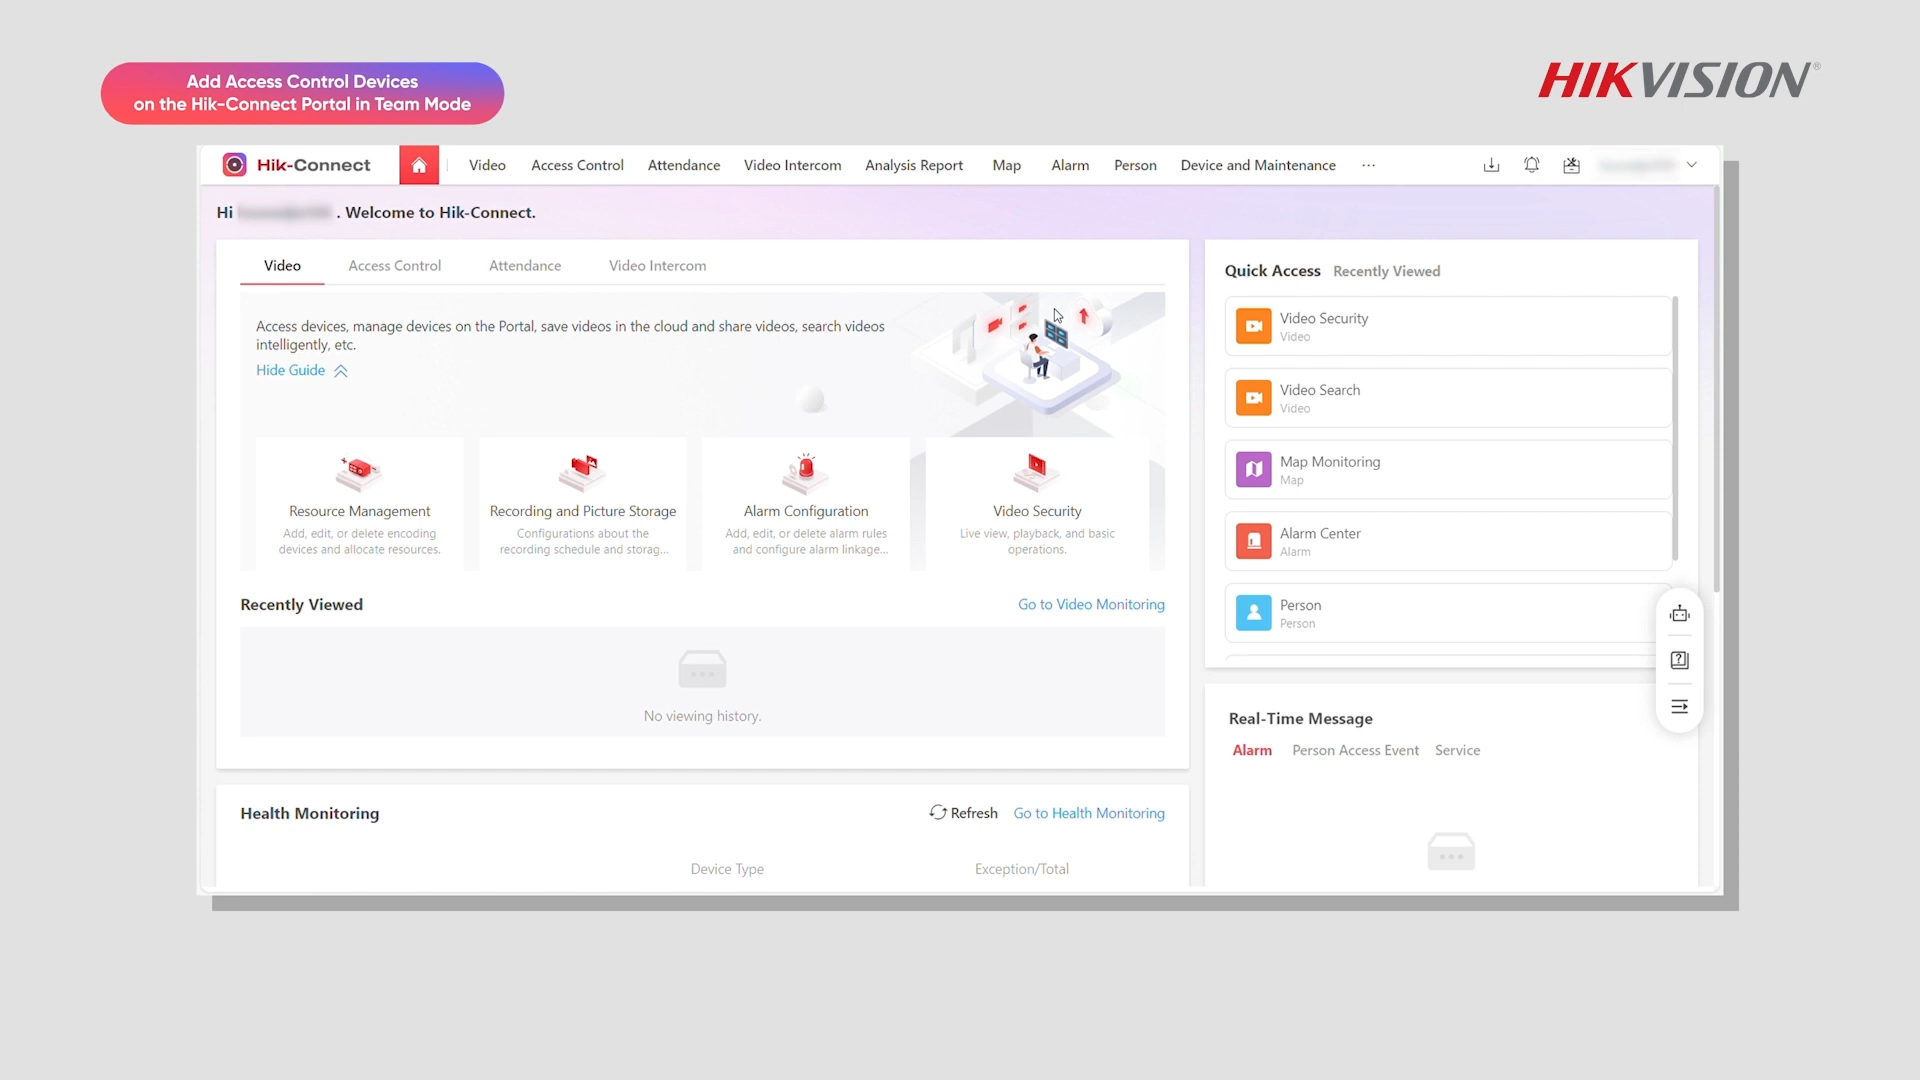 Add Access Control Devices
on the Hik-Connect Portal in Team Mode
HIKVISION®
Hik-Connect
Video
Access Control
Attendance
Video Intercom
Analysis Report
Map
Alarm
Person
Device and Maintenance
...
Hi . Welcome to Hik-Connect.
Video
Access Control
Attendance
Video Intercom
Access devices, manage devices on the Portal, save videos in the cloud and share videos, search videos
intelligently, etc.
Hide Guide
Resource Management
Add, edit, or delete encoding
devices and allocate resources.
Recording and Picture Storage
Configurations about the
recording schedule and storag...
Alarm Configuration
Add, edit, or delete alarm rules
and configure alarm linkage...
Video Security
Live view, playback, and basic
operations.
Recently Viewed
Go to Video Monitoring
No viewing history.
Health Monitoring
Refresh
Go to Health Monitoring
Device Type
Exception/Total
Quick Access
Recently Viewed
Video Security
Video
Video Search
Video
Map Monitoring
Map
Alarm Center
Alarm
Person
Person
Real-Time Message
Alarm
Person Access Event
Service